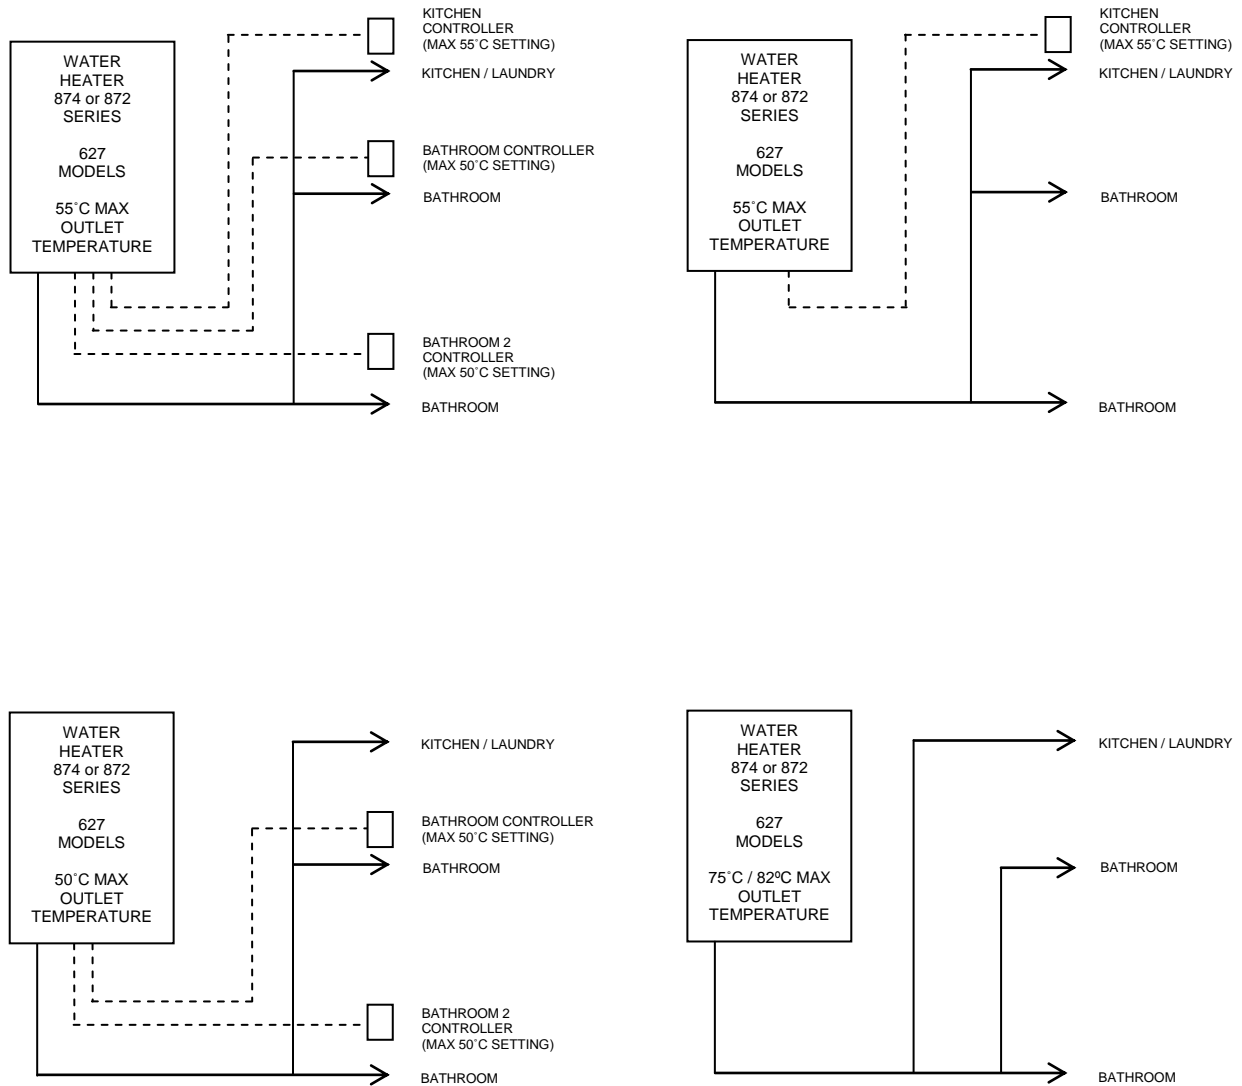 WATER
HEATER
874 or 872
SERIES
627
MODELS
55˚C MAX
OUTLET
TEMPERATURE
KITCHEN
CONTROLLER
(MAX 55˚C SETTING)
KITCHEN / LAUNDRY
BATHROOM CONTROLLER
(MAX 50˚C SETTING)
BATHROOM
BATHROOM 2
CONTROLLER
(MAX 50˚C SETTING)
BATHROOM
WATER
HEATER
874 or 872
SERIES
627
MODELS
55˚C MAX
OUTLET
TEMPERATURE
KITCHEN
CONTROLLER
(MAX 55˚C SETTING)
KITCHEN / LAUNDRY
BATHROOM
BATHROOM
WATER
HEATER
874 or 872
SERIES
627
MODELS
50˚C MAX
OUTLET
TEMPERATURE
KITCHEN / LAUNDRY
BATHROOM CONTROLLER
(MAX 50˚C SETTING)
BATHROOM
BATHROOM 2
CONTROLLER
(MAX 50˚C SETTING)
BATHROOM
WATER
HEATER
874 or 872
SERIES
627
MODELS
75˚C / 82ºC MAX
OUTLET
TEMPERATURE
KITCHEN / LAUNDRY
BATHROOM
BATHROOM